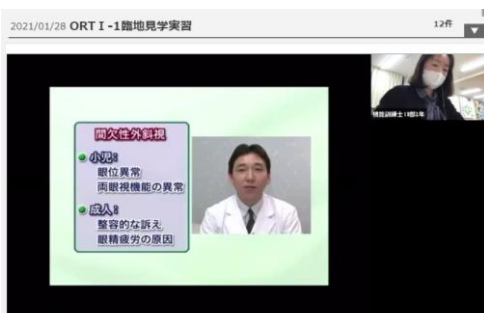 2021/01/28 ORT I-1臨地見学実習
12件
間欠性外斜視
小児:
眼位異常
両眼視機能の異常
成人:
整容的な訴え
眼精疲労の原因